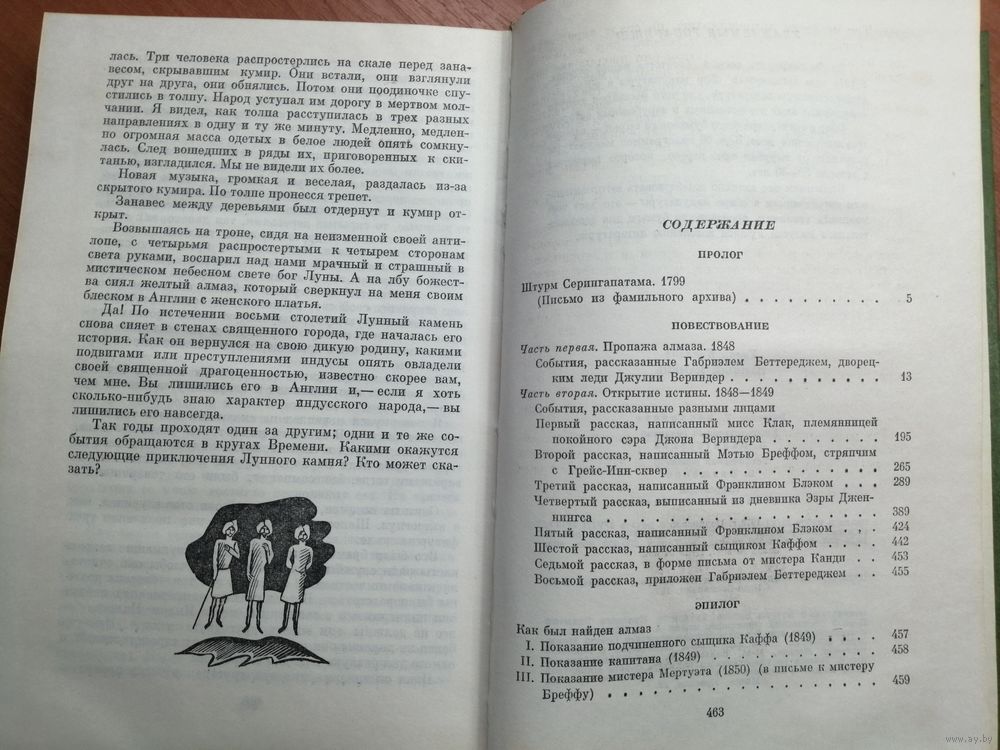 лась. Три человека распростерлись на скале перед зана-
весом, скрывавшим кумир. Они встали, они взглянули
друг на друга, они обнялись. Потом они поодиночке спу-
стились в толпу. Народ уступал им дорогу в мертвом мол-
чании. Я видел, как толпа расступилась в трех разных
направлениях в одну и ту же минуту. Медленно, медлен-
но огромная масса одетых в белое людей опять сомкну-
лась. След вошедших в ряды их, приговоренных к ски-
танью, изгладился. Мы не видели их более.
Новая музыка, громкая и веселая, раздалась из-за
скрытого кумира. По толпе пронесся трепет.
Занавес между деревьями был отдернут и кумир от-
крыт.
Возвышаясь на троне, сидя на неизменной своей анти-
лопе, с четырьмя распростертыми к четырем сторонам
света руками, воспарил над нами мрачный и страшный в
мистическом небесном свете бог Луны. А на лбу божест-
ва сиял желтый алмаз, который сверкнул на меня своим
блеском в Англии с женского платья.
Да! По истечении восьми столетий Лунный камень
снова сияет в стенах священного города, где началась его
история. Как он вернулся на свою дикую родину, какими
подвигами или преступлениями индусы опять овладели
своей священной драгоценностью, известно скорее вам,
чем мне. Вы лишились его в Англии и,— если я хоть
сколько-нибудь знаю характер индусского народа,— вы
лишились его навсегда.
Так годы проходят один за другим; одни и те же со-
бытия обращаются в кругах Времени. Какими окажутся
следующие приключения Лунного камня? Кто может ска-
зать?
СОДЕРЖАНИЕ
ПРОЛОГ
Штурм Серингапатама. 1799
(Письмо из фамильного архива) . . . . . . . . . . 5
ПОВЕСТВОВАНИЕ
Часть первая. Пропажа алмаза. 1848
События, рассказанные Габриэлем Беттереджем, дворец-
ким леди Джулии Вериндер . . . . . . . . . . . 13
Часть вторая. Открытие истины. 1848—1849
События, рассказанные разными лицами
Первый рассказ, написанный мисс Клак, племянницей
покойного сэра Джона Вериндера . . . . . . . . 195
Второй рассказ, написанный Мэтью Бреффом, стряпчим
с Грейс-Инн-сквер . . . . . . . . . . . . . . 265
Третий рассказ, написанный Фрэнклином Блэком . . . . 289
Четвертый рассказ, выписанный из дневника Эзры Джен-
нингса . . . . . . . . . . . . . . . . . . 389
Пятый рассказ, написанный Фрэнклином Блэком . . . . 424
Шестой рассказ, написанный сыщиком Каффом . . . . 442
Седьмой рассказ, в форме письма от мистера Канди . . . 453
Восьмой рассказ, приложен Габриэлем Беттереджем . . 455
ЭПИЛОГ
Как был найден алмаз
I. Показание подчиненного сыщика Каффа (1849) . . . . 457
II. Показание капитана (1849) . . . . . . . . . . . 458
III. Показание мистера Мертуэта (1850) (в письме к мистеру
Бреффу) . . . . . . . . . . . . . . . . . 459
463
www.ay.by